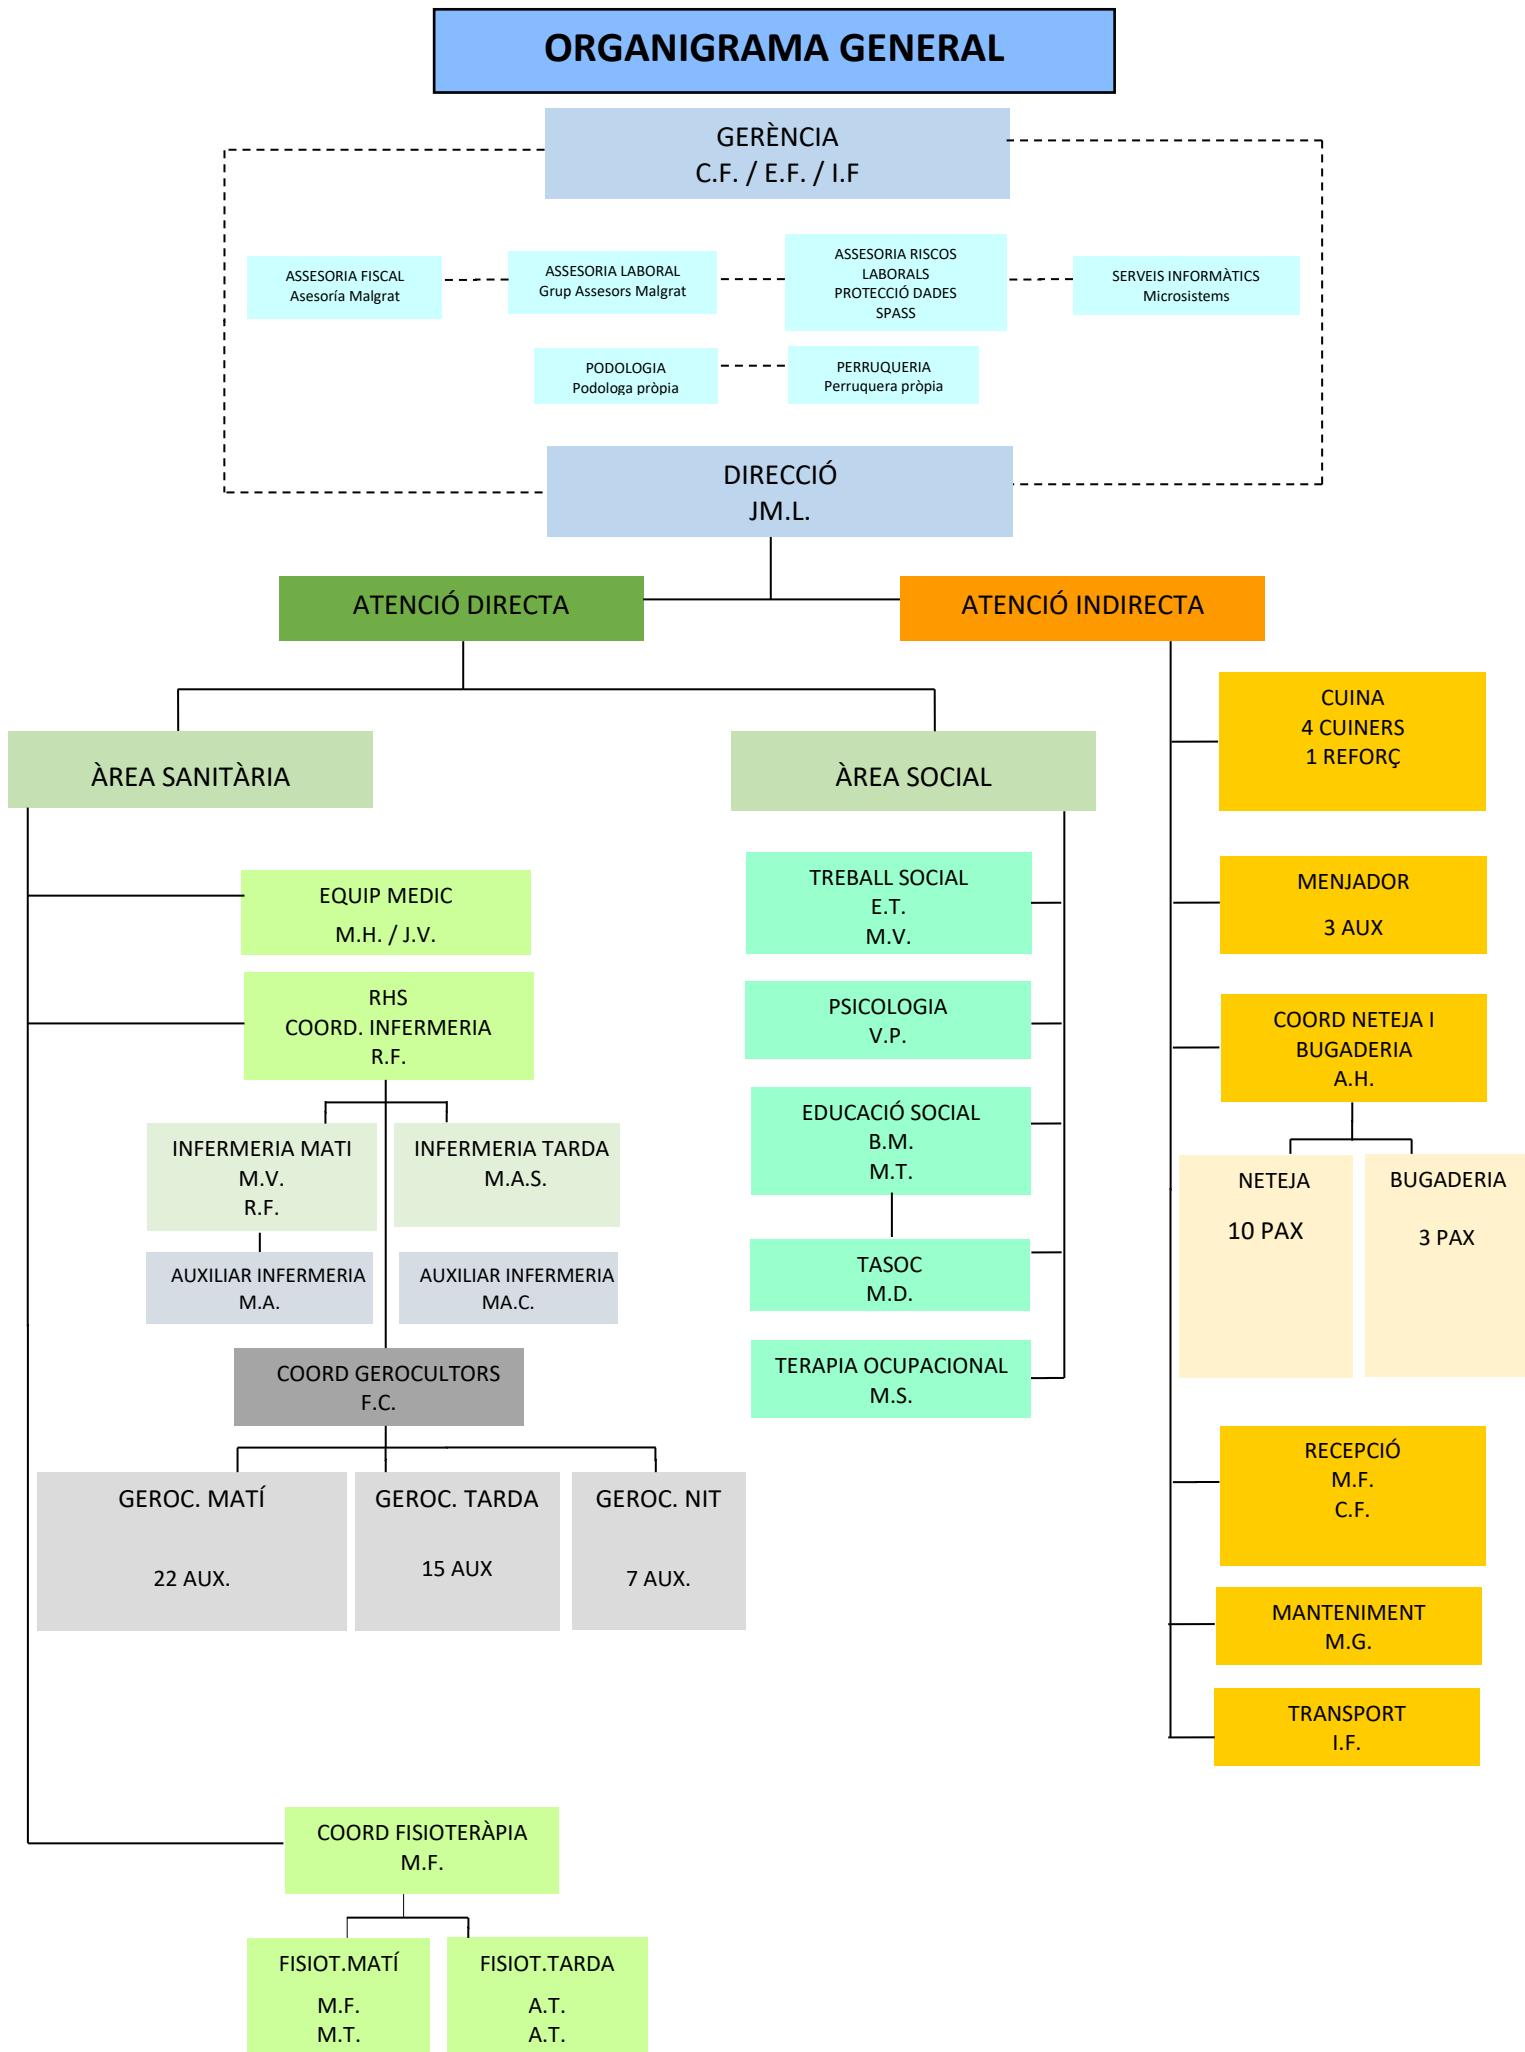 ORGANIGRAMA GENERAL
GERÈNCIA
C.F. / E.F. / I.F
ASSESORIA FISCAL
Asesoría Malgrat
ASSESORIA LABORAL
Grup Assesors Malgrat
ASSESORIA RISCOS
LABORALS
PROTECCIÓ DADES
SPASS
SERVEIS INFORMÀTICS
Microsistems
PODOLOGIA
Podologa pròpia
PERRUQUERIA
Perruquera pròpia
DIRECCIÓ
JM.L.
ATENCIÓ DIRECTA
ATENCIÓ INDIRECTA
ÀREA SANITÀRIA
EQUIP MEDIC
M.H. / J.V.
RHS
COORD. INFERMERIA
R.F.
INFERMERIA MATI
M.V.
R.F.
INFERMERIA TARDA
M.A.S.
AUXILIAR INFERMERIA
M.A.
AUXILIAR INFERMERIA
MA.C.
COORD GEROCULTORS
F.C.
GEROC. MATÍ
22 AUX.
GEROC. TARDA
15 AUX
GEROC. NIT
7 AUX.
COORD FISIOTERÀPIA
M.F.
FISIOT.MATÍ
M.F.
M.T.
FISIOT.TARDA
A.T.
A.T.
ÀREA SOCIAL
TREBALL SOCIAL
E.T.
M.V.
PSICOLOGIA
V.P.
EDUCACIÓ SOCIAL
B.M.
M.T.
TASOC
M.D.
TERAPIA OCUPACIONAL
M.S.
CUINA
4 CUINERS
1 REFORÇ
MENJADOR
3 AUX
COORD NETEJA I
BUGADERIA
A.H.
NETEJA
10 PAX
BUGADERIA
3 PAX
RECEPCIÓ
M.F.
C.F.
MANTENIMENT
M.G.
TRANSPORT
I.F.